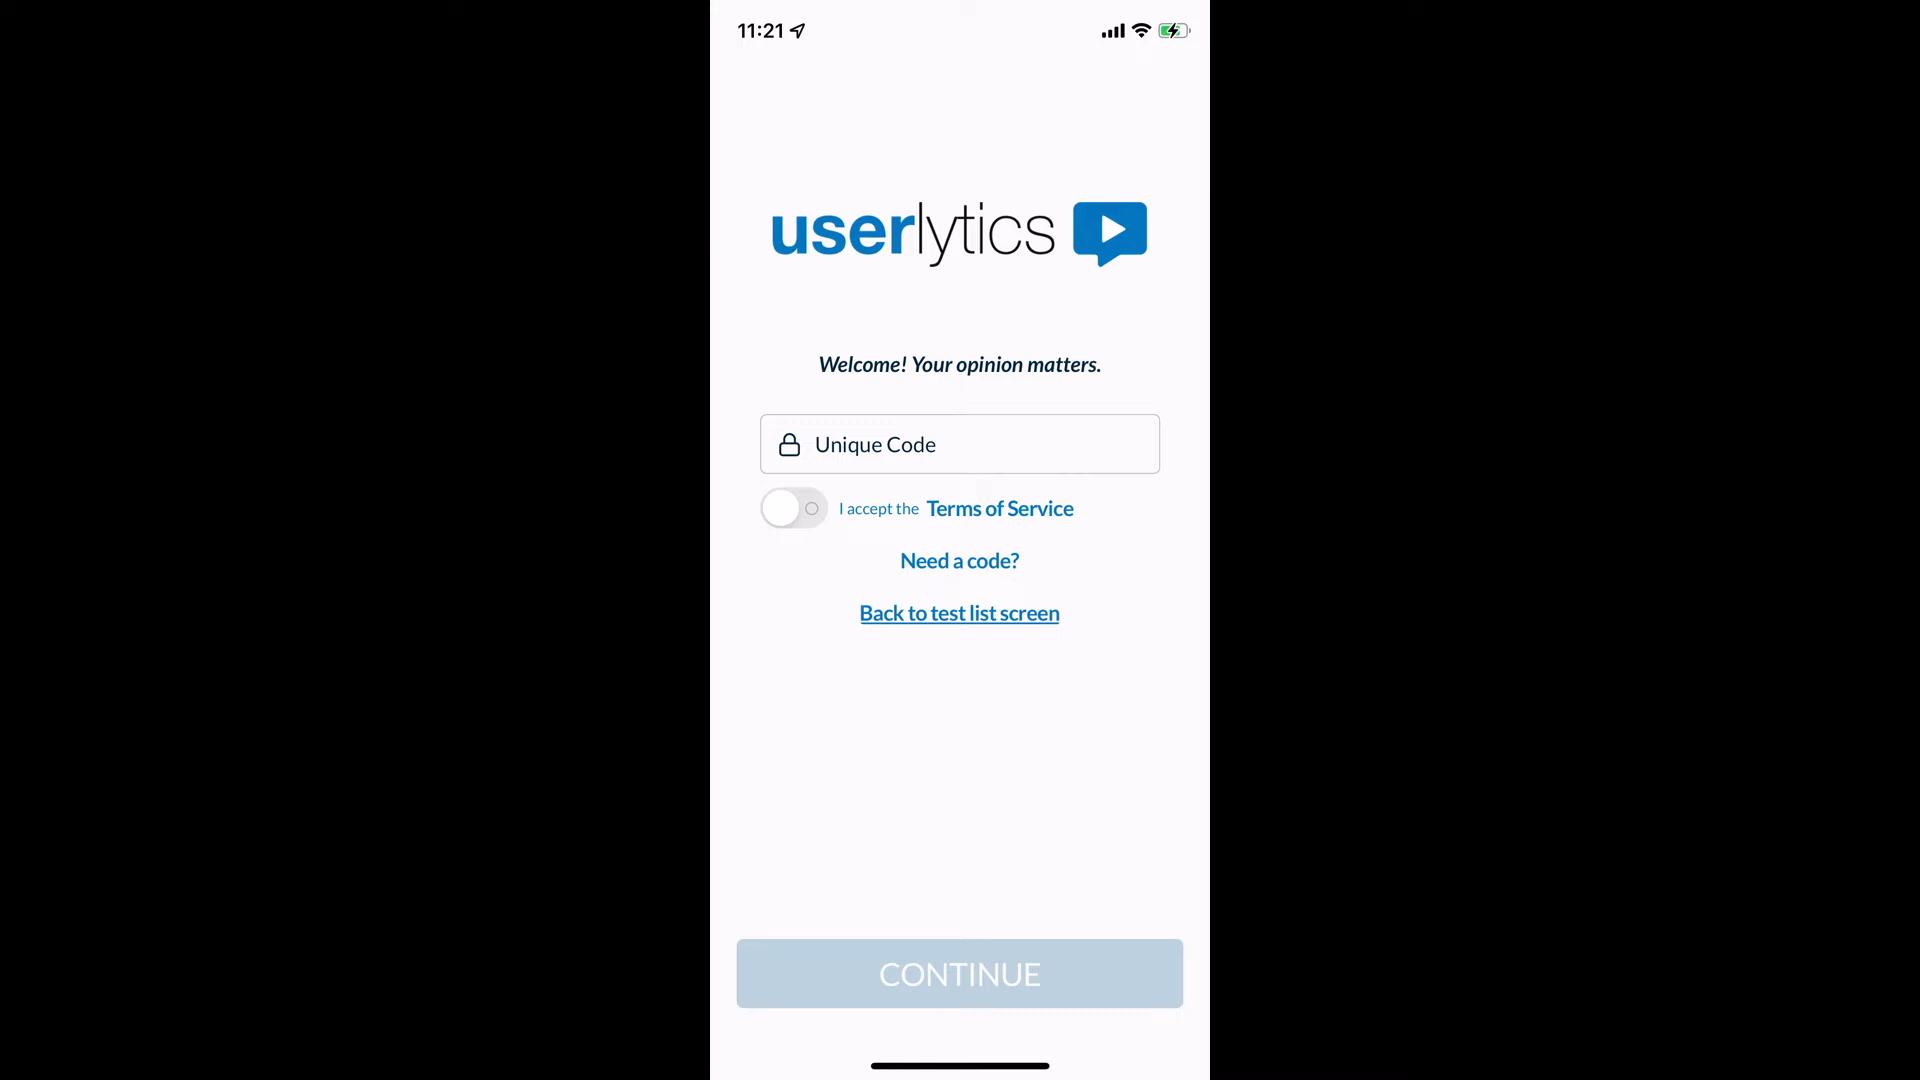 11:21
userlytics
Welcome! Your opinion matters.
Unique Code
I accept the Terms of Service
Need a code?
Back to test list screen
CONTINUE